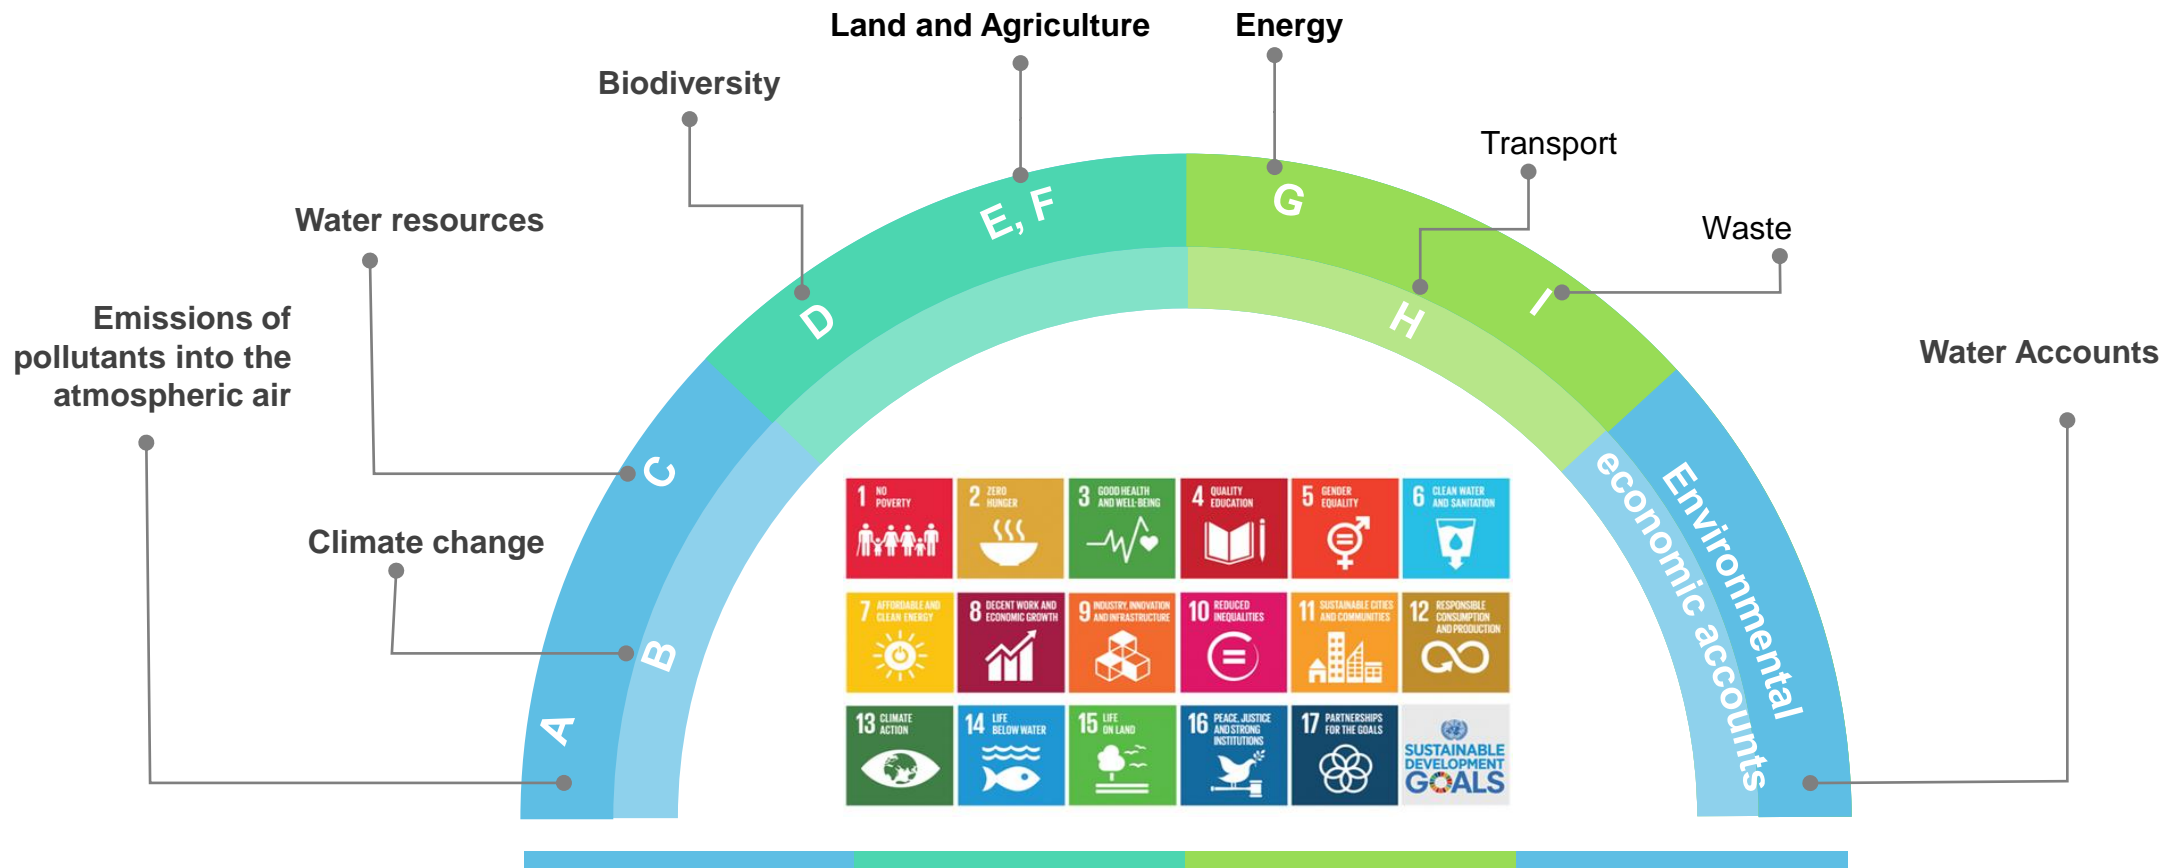 Land and Agriculture
Energy
Biodiversity
Transport
Water resources
Waste
Emissions of
pollutants into the
atmospheric air
Water Accounts
Climate change
A
B
C
D
E, F
G
H
I
Environmental
economic accounts
1 NO
POVERTY
2 ZERO
HUNGER
3 GOOD HEALTH
AND WELL-BEING
4 QUALITY
EDUCATION
5 GENDER
EQUALITY
6 CLEAN WATER
AND SANITATION
7 AFFORDABLE AND
CLEAN ENERGY
8 DECENT WORK AND
ECONOMIC GROWTH
9 INDUSTRY, INNOVATION
AND INFRASTRUCTURE
10 REDUCED
INEQUALITIES
11 SUSTAINABLE CITIES
AND COMMUNITIES
12 RESPONSIBLE
CONSUMPTION
AND PRODUCTION
13 CLIMATE
ACTION
14 LIFE
BELOW WATER
15 LIFE
ON LAND
16 PEACE, JUSTICE
AND STRONG
INSTITUTIONS
17 PARTNERSHIPS
FOR THE GOALS
SUSTAINABLE
DEVELOPMENT
GOALS